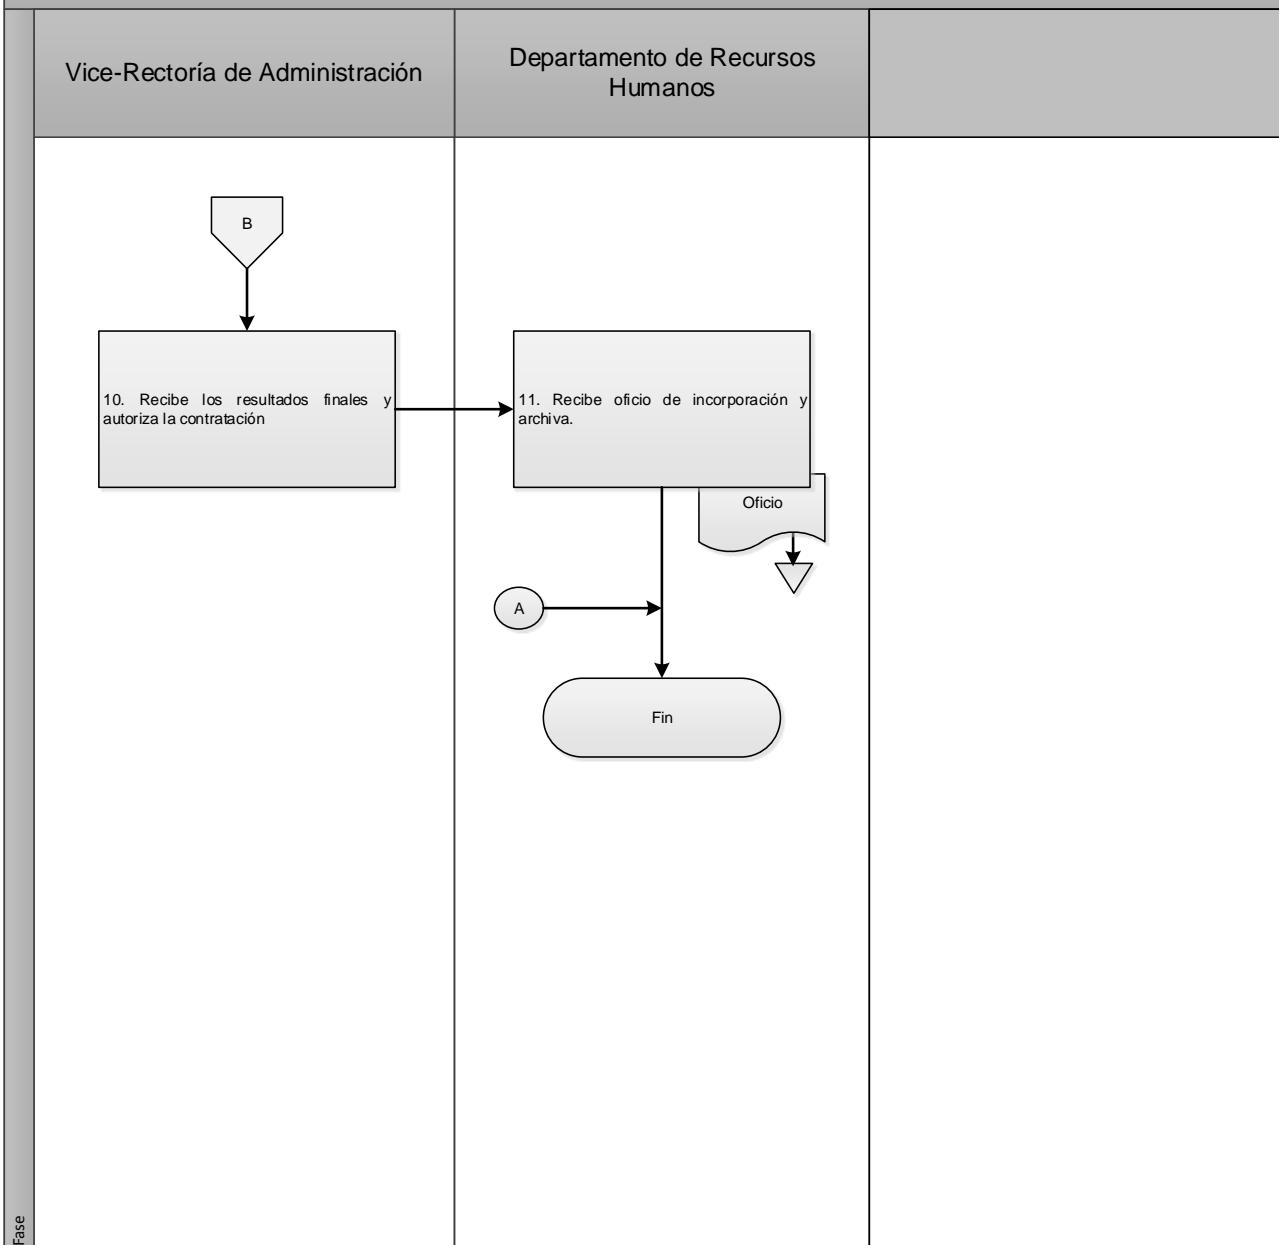 Vice-Rectoría de Administración
Departamento de Recursos
Humanos
B
10. Recibe los resultados finales y
autoriza la contratación
11. Recibe oficio de incorporación y
archiva.
Oficio
A
Fin
Fase